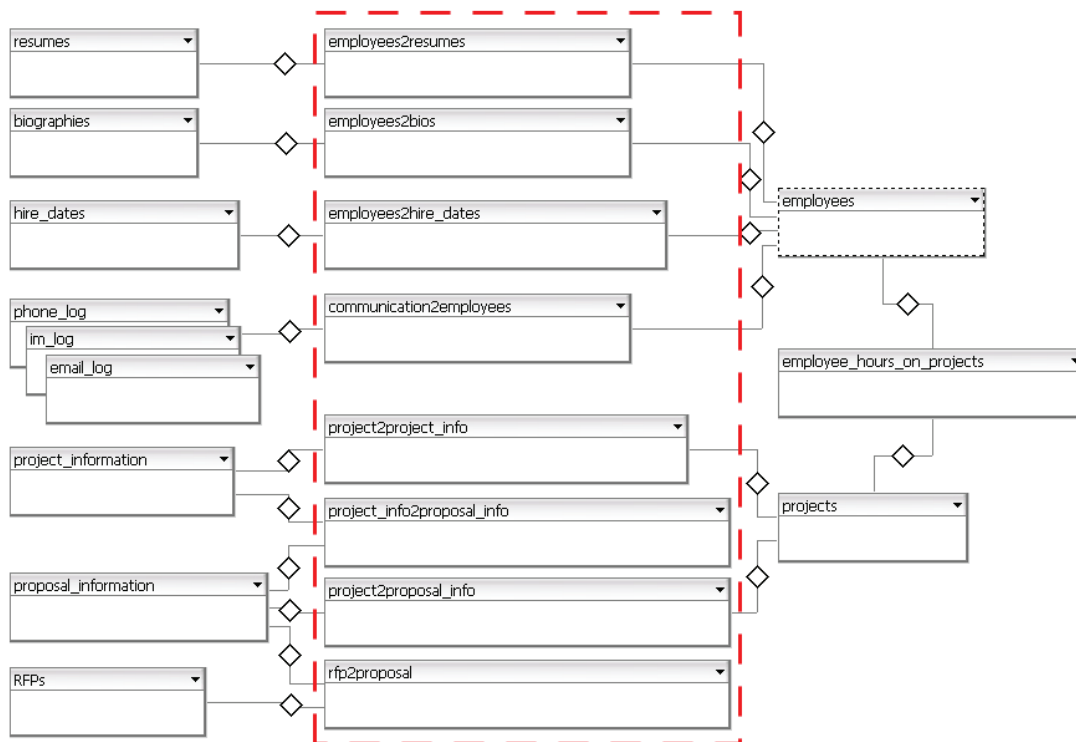 resumes
employees2resumes
biographies
employees2bios
employees
hire_dates
employees2hire_dates
phone_log
im_log
email_log
communication2employees
employee_hours_on_projects
project_information
project2project_info
projects
project_info2proposal_info
proposal_information
project2proposal_info
RFPs
rfp2proposal